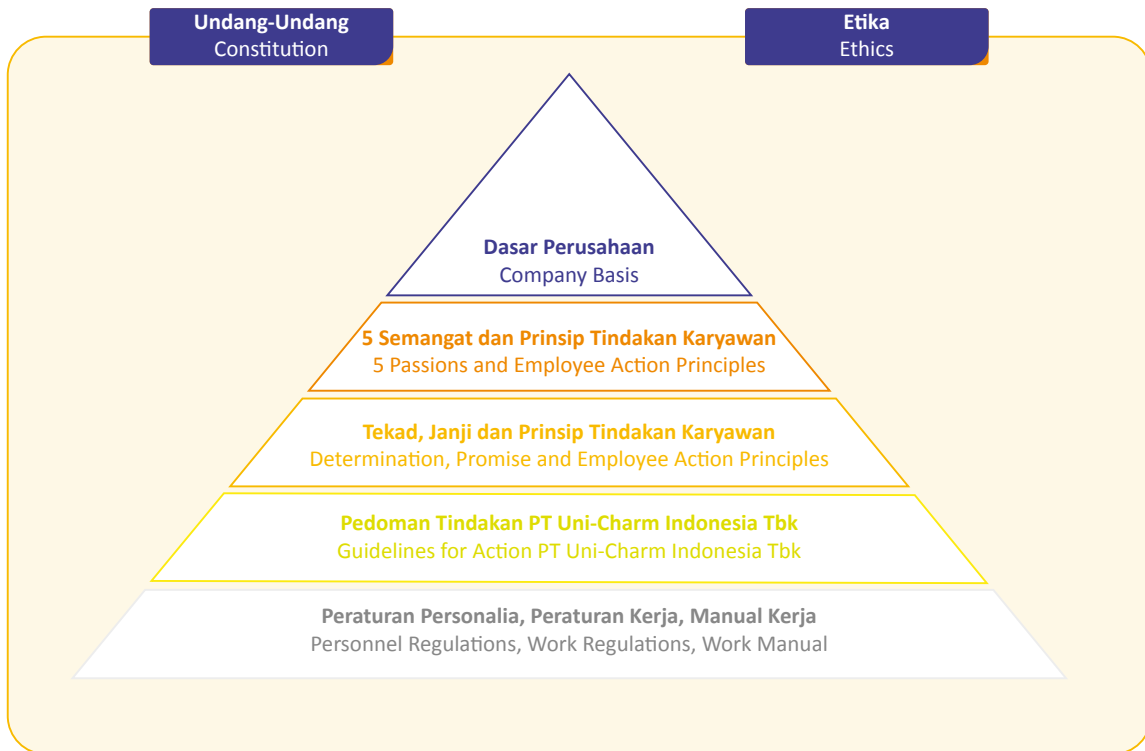 Undang-Undang
Constitution
Etika
Ethics
Dasar Perusahaan
Company Basis
5 Semangat dan Prinsip Tindakan Karyawan
5 Passions and Employee Action Principles
Tekad, Janji dan Prinsip Tindakan Karyawan
Determination, Promise and Employee Action Principles
Pedoman Tindakan PT Uni-Charm Indonesia Tbk
Guidelines for Action PT Uni-Charm Indonesia Tbk
Peraturan Personalia, Peraturan Kerja, Manual Kerja
Personnel Regulations, Work Regulations, Work Manual